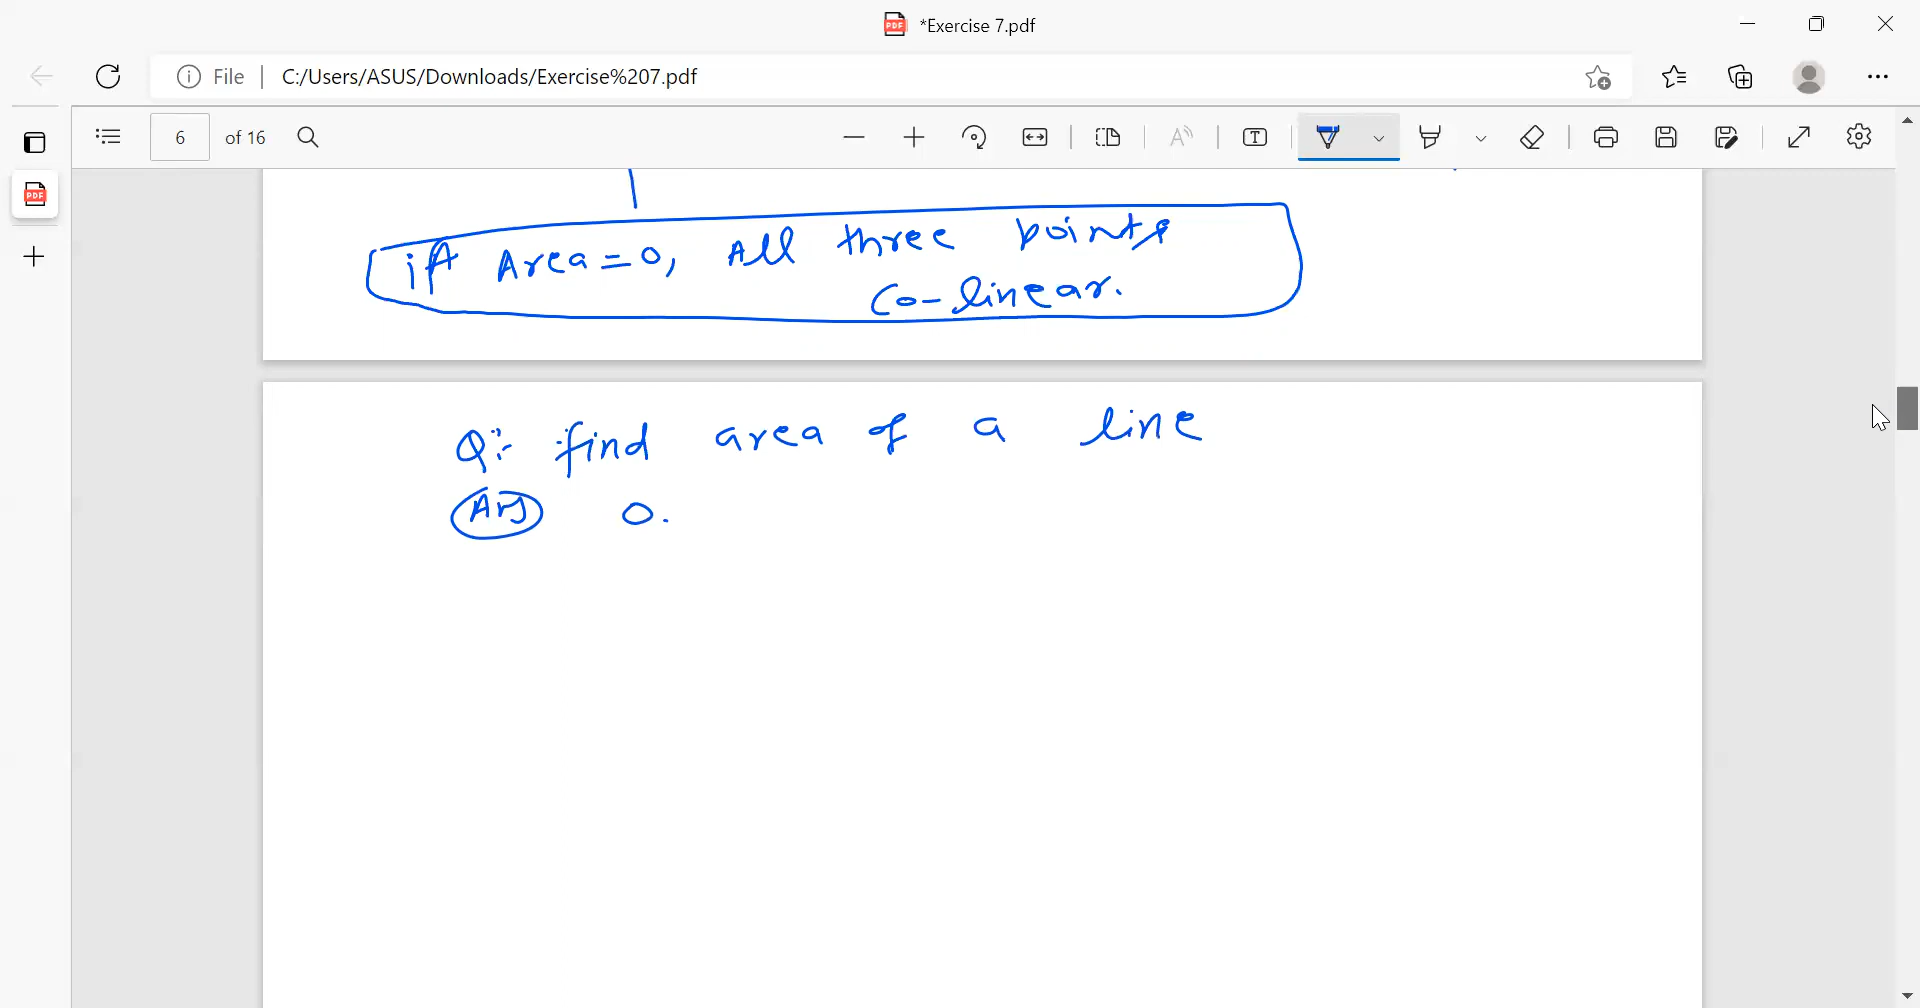 *Exercise 7.pdf
File | C:/Users/ASUS/Downloads/Exercise%207.pdf
6 of 16
if Area=0, All three points
Co-linear.
Q:- find area of a line
Ans 0.